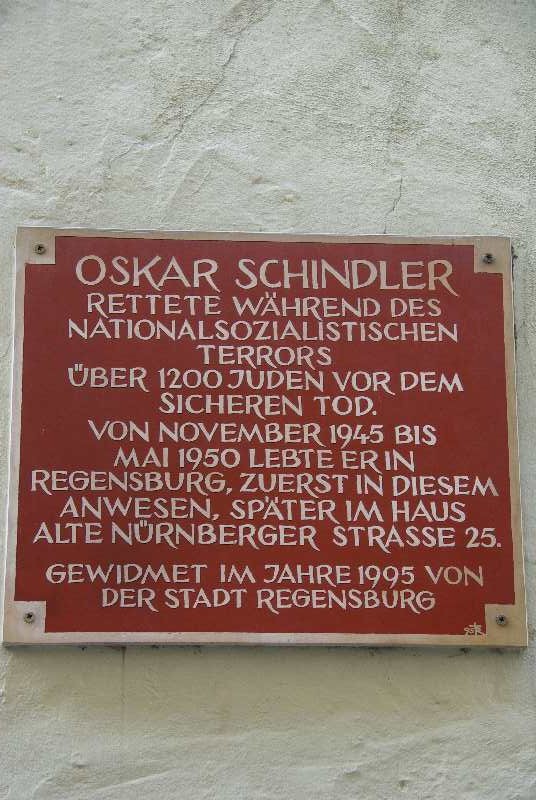 OSKAR SCHINDLER
RETTETE WÄHREND DES
NATIONALSOZIALISTISCHEN
TERRORS
ÜBER 1200 JUDEN VOR DEM
SICHEREN TOD.
VON NOVEMBER 1945 BIS
MAI 1950 LEBTE ER IN
REGENSBURG, ZUERST IN DIESEM
ANWESEN, SPÄTER IM HAUS
ALTE NÜRNBERGER STRASSE 25.
GEWIDMET IM JAHRE 1995 VON
DER STADT REGENSBURG